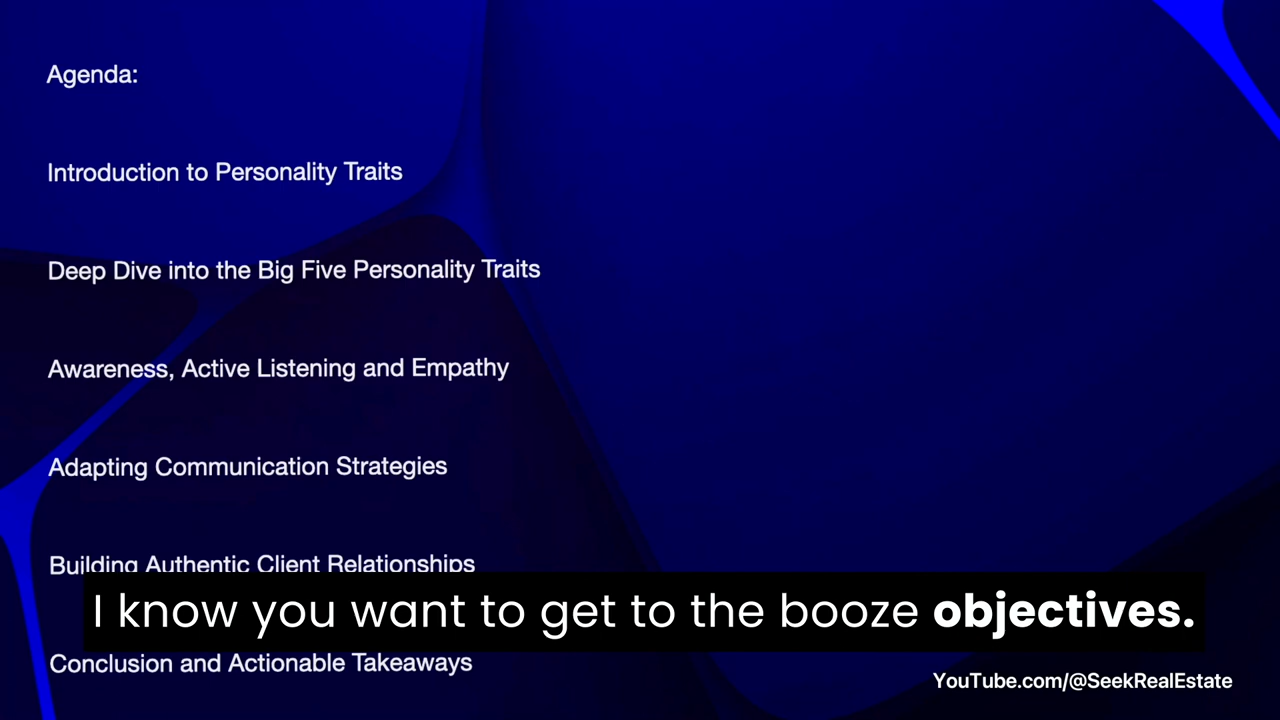 Agenda:
Introduction to Personality Traits
Deep Dive into the Big Five Personality Traits
Awareness, Active Listening and Empathy
Adapting Communication Strategies
Building Authentic Client Relationships
I know you want to get to the booze objectives.
Conclusion and Actionable Takeaways
YouTube.com/@SeekRealEstate